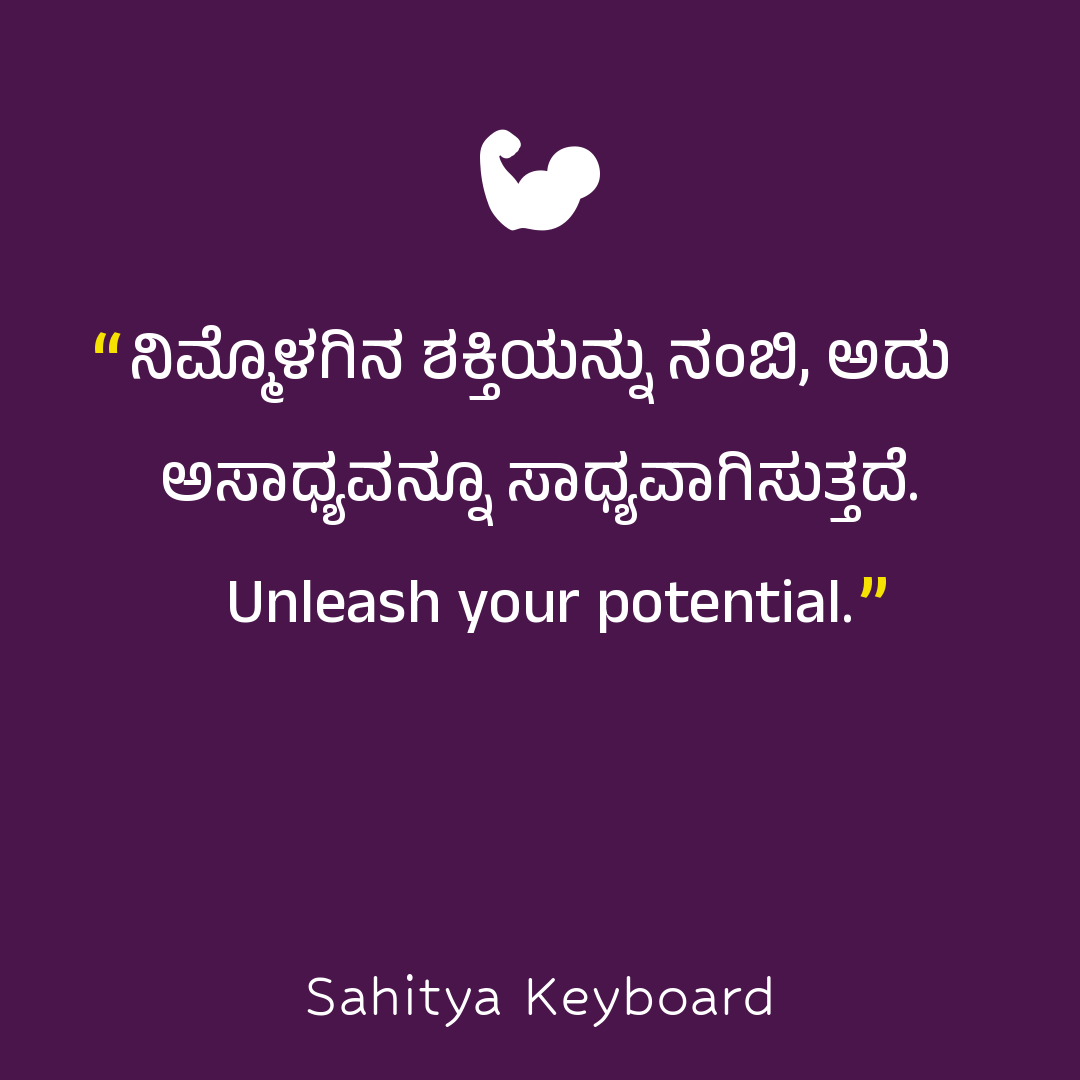 “ನಿಮ್ಮೊಳಗಿನ ಶಕ್ತಿಯನ್ನು ನಂಬಿ, ಅದು
ಅಸಾಧ್ಯವನ್ನೂ ಸಾಧ್ಯವಾಗಿಸುತ್ತದೆ.
Unleash your potential.”
Sahitya Keyboard